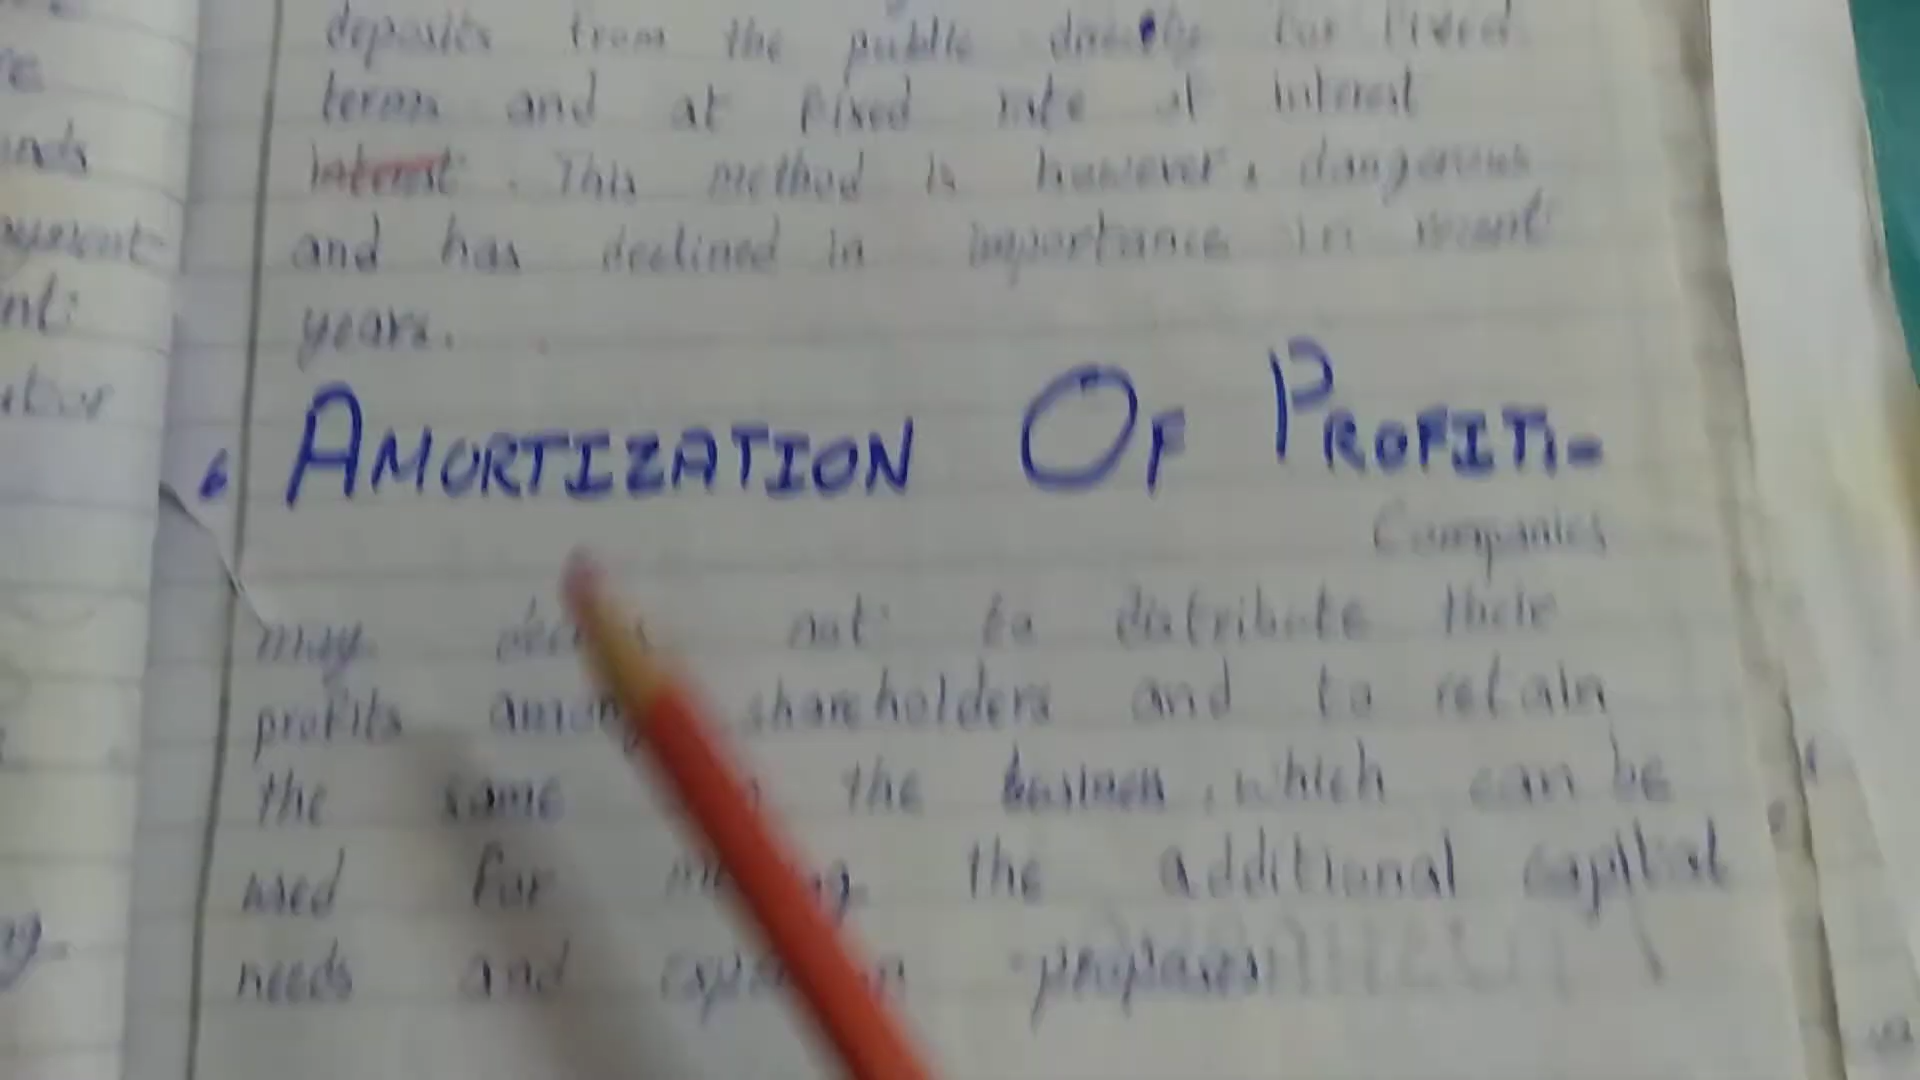 deposits from the public directly for fixed
terms and at fixed rate of interest
interest. This method is however, dangerous
and has declined in importance in recent
years.
6 AMORTIZATION OF PROFIT:-
Companies
may not to distribute their
profits among shareholders and to retain
the same the business, which can be
used for the additional capital
needs and purposes
ands